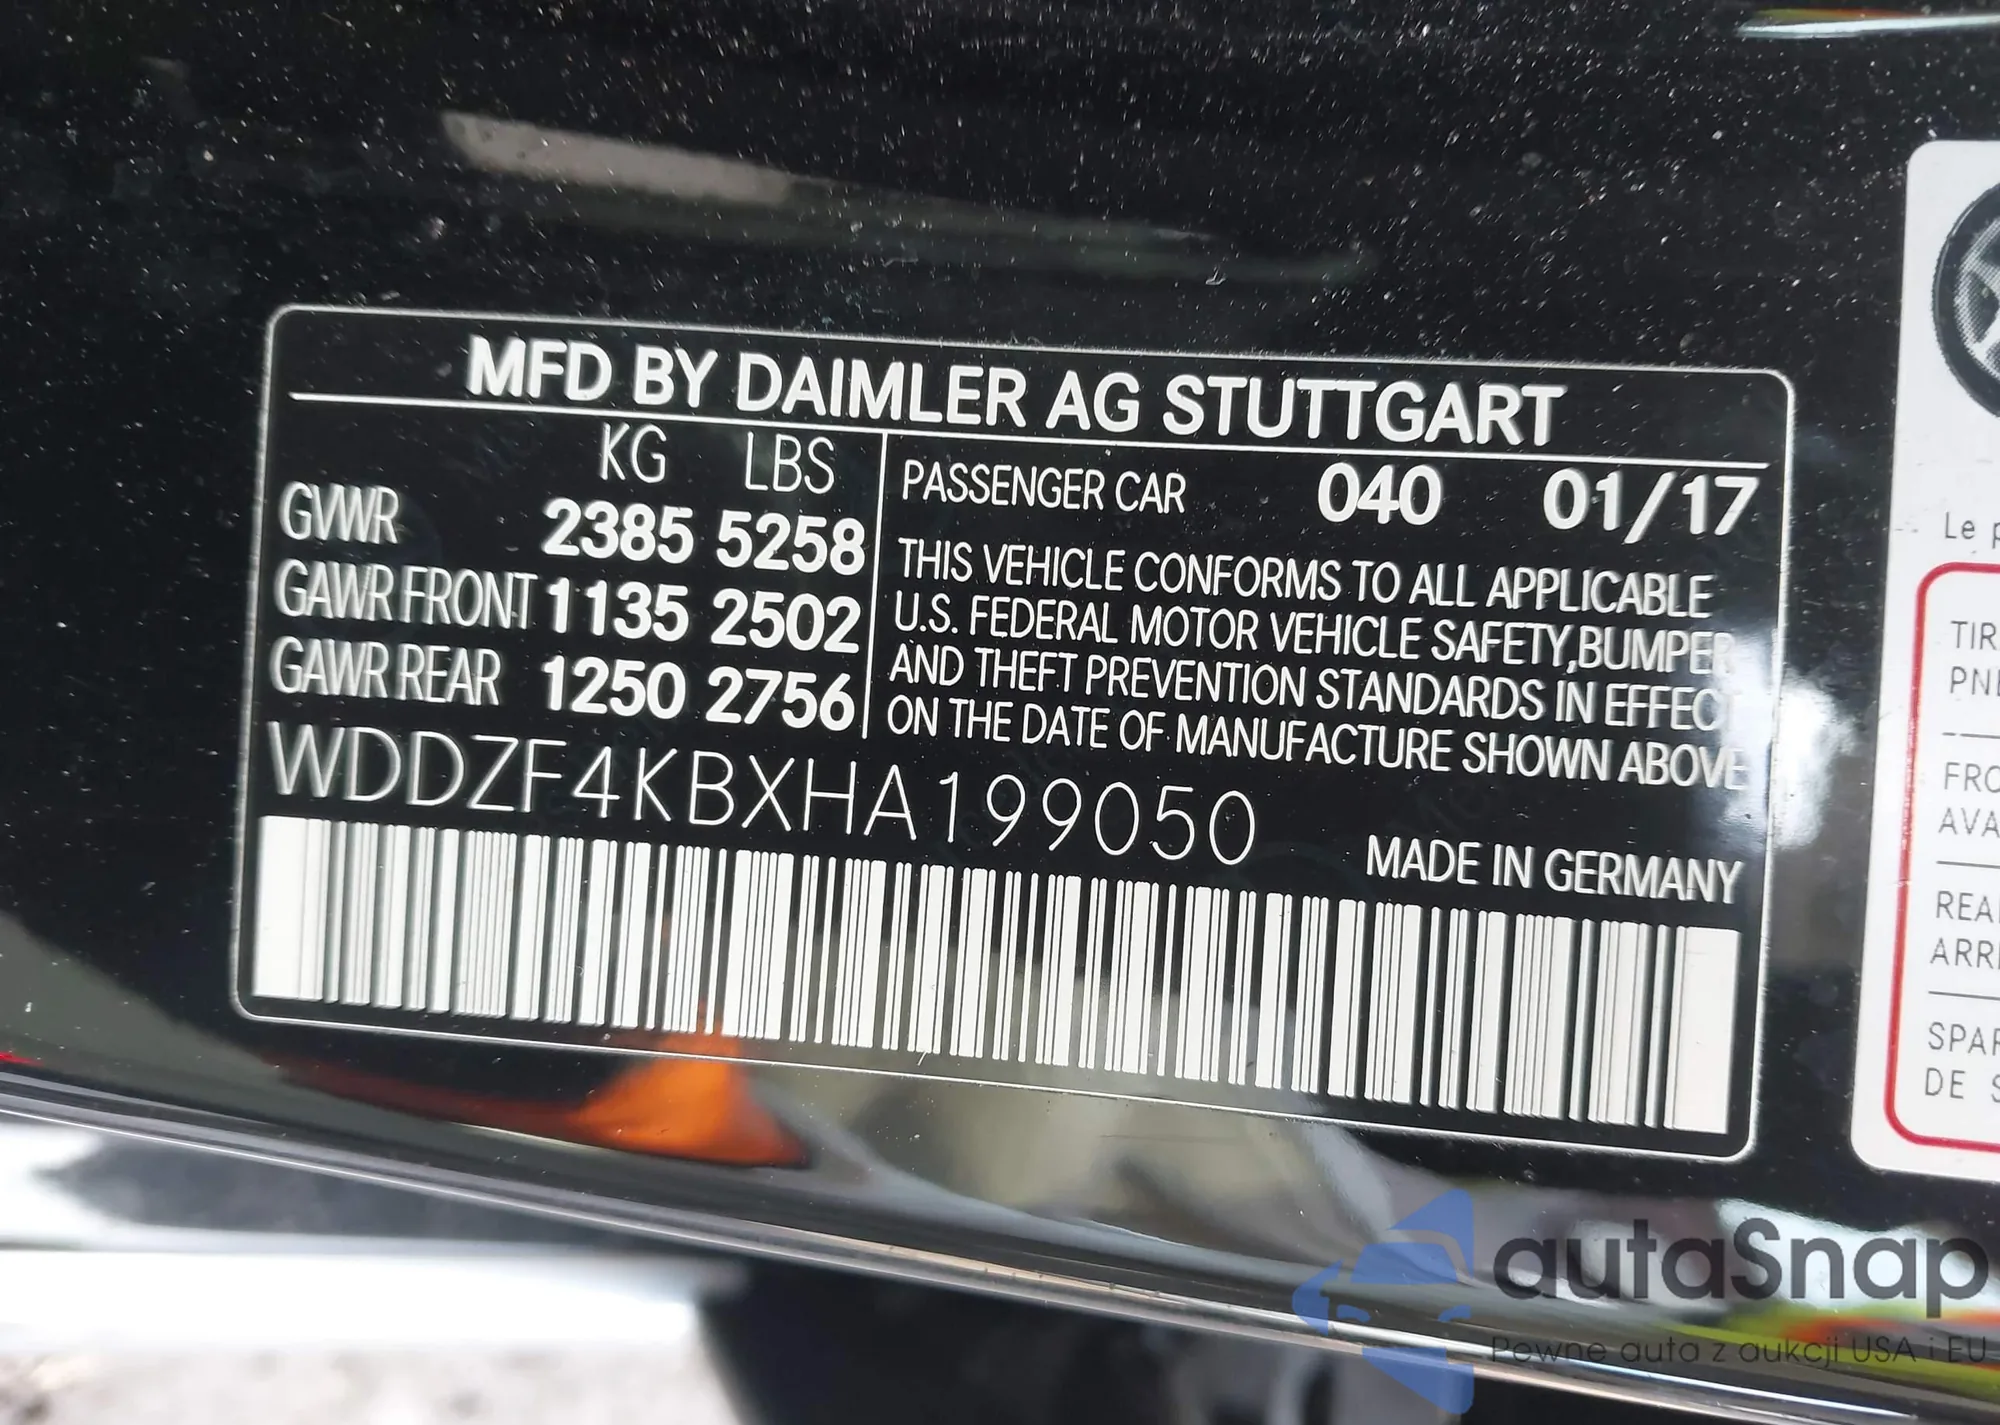 MFD BY DAIMLER AG STUTTGART
KG LBS
GVWR 2385 5258
GAWR FRONT 1135 2502
GAWR REAR 1250 2756
PASSENGER CAR 040 01/17
THIS VEHICLE CONFORMS TO ALL APPLICABLE
U.S. FEDERAL MOTOR VEHICLE SAFETY,BUMPER
AND THEFT PREVENTION STANDARDS IN EFFECT
ON THE DATE OF MANUFACTURE SHOWN ABOVE
WDDZF4KBXHA199050
MADE IN GERMANY
Le
DE
autaSnap
Pewne auta z aukcji USA i EU